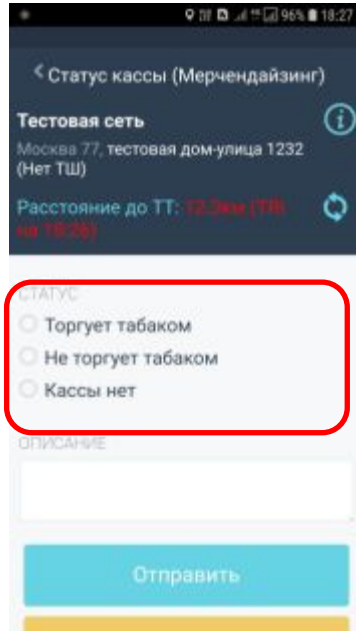 96% 18:27
Статус кассы (Мерчендайзинг)
Тестовая сеть
Москва 77, тестовая дом-улица 1232
(Нет ТШ)
Расстояние до ТТ:
СТАТУС
Торгует табаком
Не торгует табаком
Кассы нет
ОПИСАНИЕ
Отправить